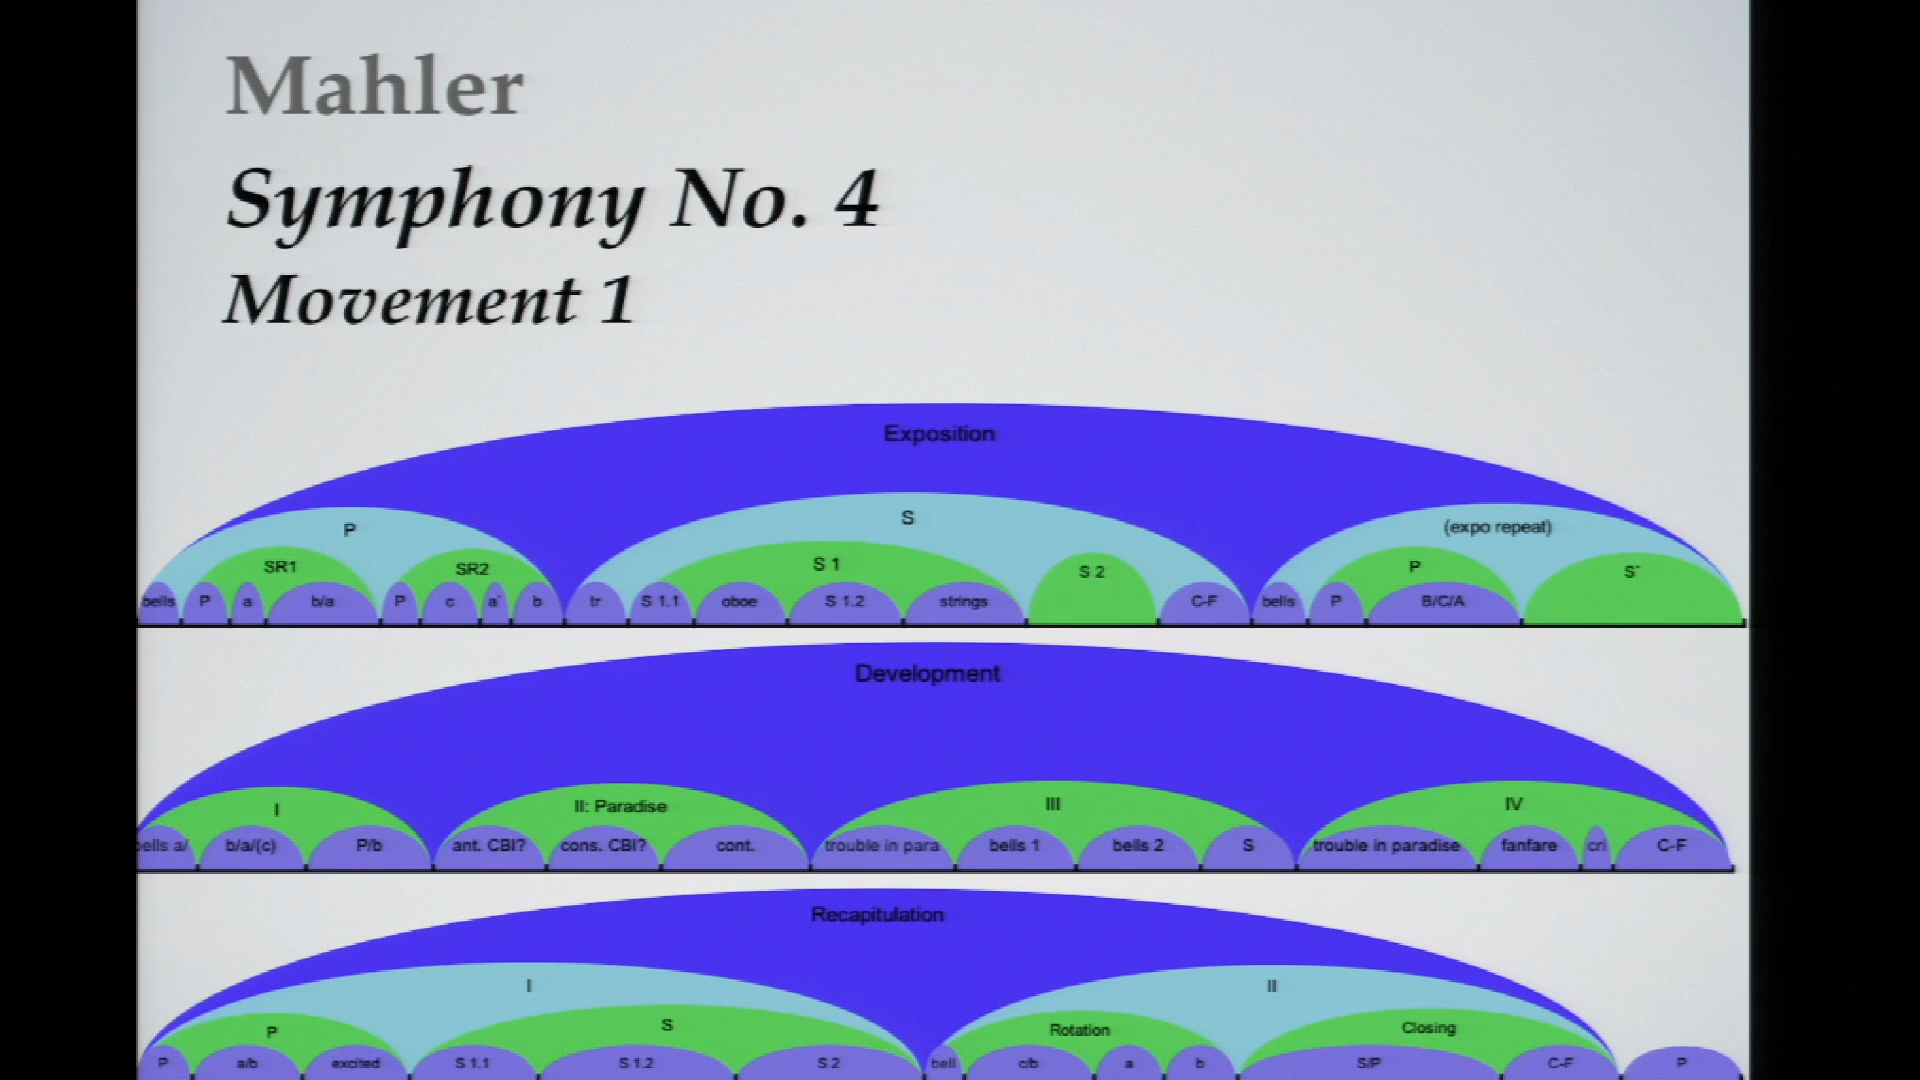 Mahler
Symphony No. 4
Movement 1
Exposition
P
S
(expo repeat)
SR1
SR2
S 1
S 2
P
S'
bells
P
a
b/a
P
c
a'
b
tr
S 1.1
oboe
S 1.2
strings
C-F
bells
P
B/C/A
Development
I
II: Paradise
III
IV
bells a/
b/a/(c)
P/b
ant. CBI?
cons. CBI?
cont.
trouble in para
bells 1
bells 2
S
trouble in paradise
fanfare
cri
C-F
Recapitulation
I
II
P
S
Rotation
Closing
P
a/b
excited
S 1.1
S 1.2
S 2
bell
c/b
a
b
S/P
C-F
P